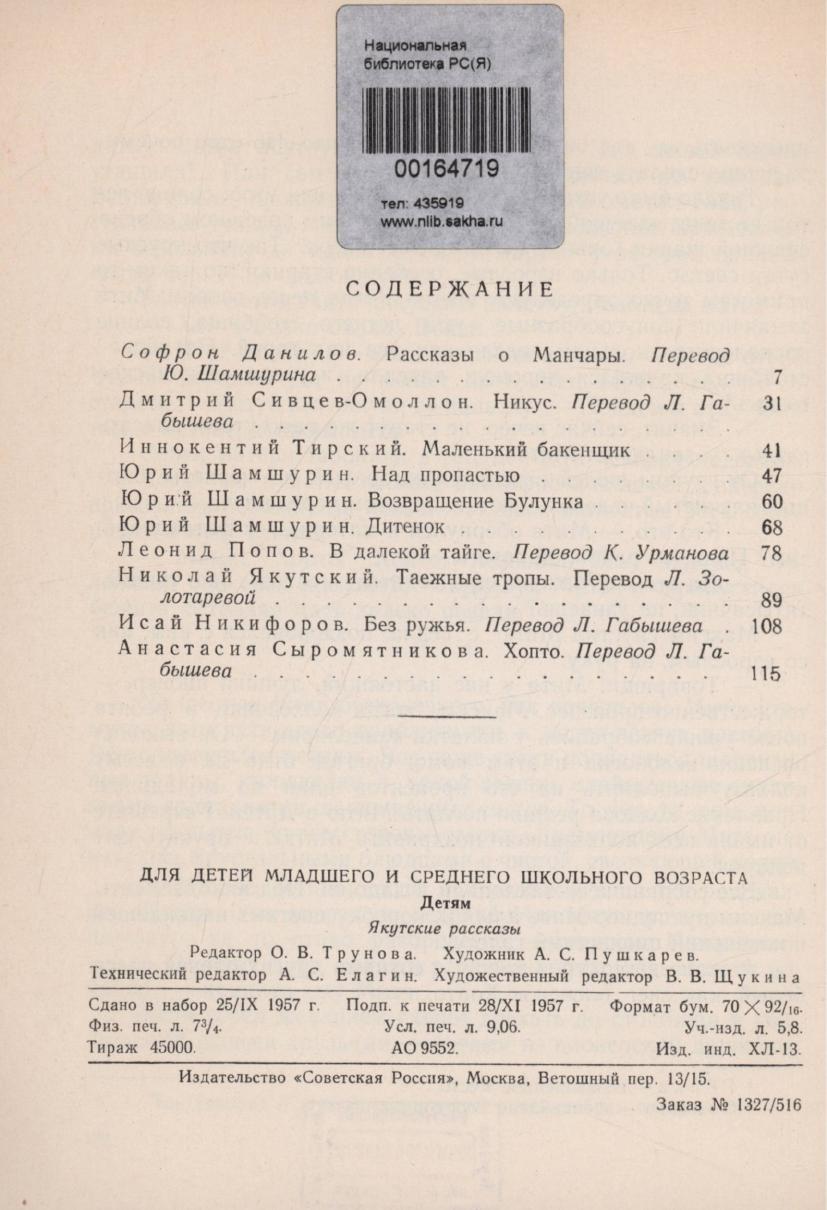 Национальная
библиотека РС(Я)
00164719
тел: 435919
www.nlib.sakha.ru
СОДЕРЖАНИЕ
Софрон Данилов. Рассказы о Манчары. Перевод
Ю. Шамшурина . . . . . . . . . . . . . . . . . 7
Дмитрий Сивцев-Омоллон. Никус. Перевод Л. Га- 31
бышева . . . . . . . . . . . . . . . . . . . .
Иннокентий Тирский. Маленький бакенщик . . . . 41
Юрий Шамшурин. Над пропастью . . . . . . . . 47
Юрий Шамшурин. Возвращение Булунка . . . . . . 60
Юрий Шамшурин. Дитенок . . . . . . . . . . . 68
Леонид Попов. В далекой тайге. Перевод К. Урманова 78
Николай Якутский. Таежные тропы. Перевод Л. Зо-
лотаревой . . . . . . . . . . . . . . . . . . 89
Исай Никифоров. Без ружья. Перевод Л. Габышева . 108
Анастасия Сыромятникова. Хопто. Перевод Л. Га-
бышева . . . . . . . . . . . . . . . . . . . . 115
ДЛЯ ДЕТЕЙ МЛАДШЕГО И СРЕДНЕГО ШКОЛЬНОГО ВОЗРАСТА
Детям
Якутские рассказы
Редактор О. В. Трунова. Художник А. С. Пушкарев.
Технический редактор А. С. Елагин. Художественный редактор В. В. Щукина
Сдано в набор 25/IX 1957 г. Подп. к печати 28/XI 1957 г. Формат бум. 70×92/16.
Физ. печ. л. 7³/₄. Усл. печ. л. 9,06. Уч.-изд. л. 5,8.
Тираж 45000. АО 9552. Изд. инд. ХЛ-13.
Издательство «Советская Россия», Москва, Ветошный пер. 13/15.
Заказ № 1327/516